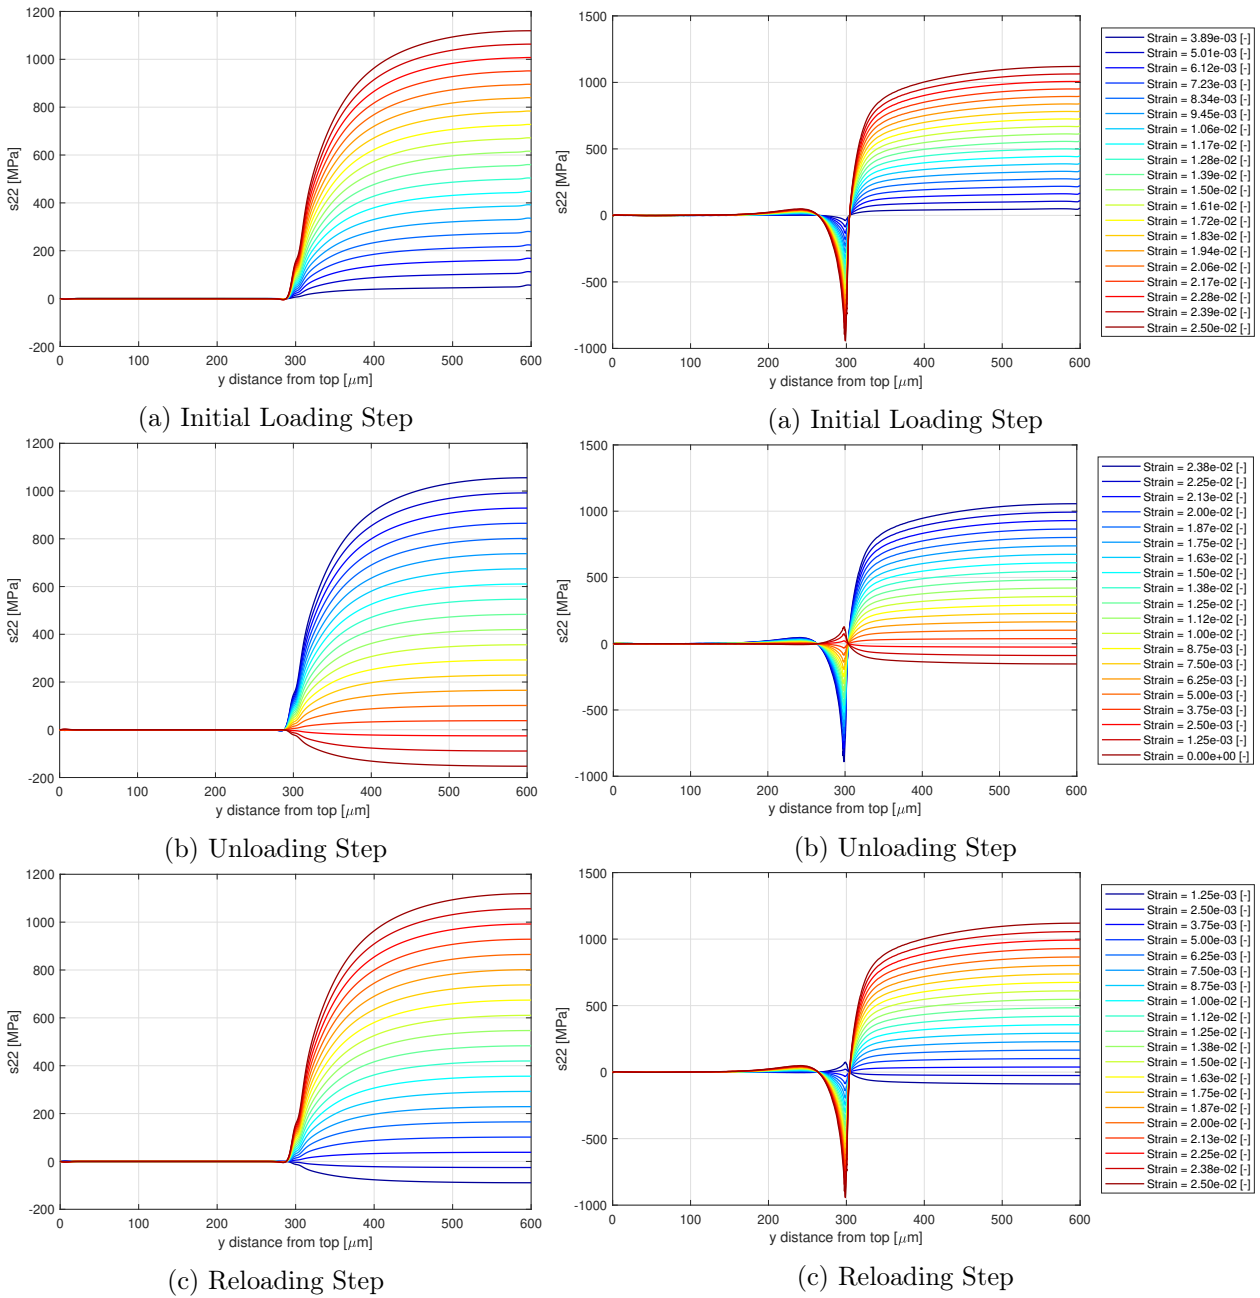 1200
1000
800
600
400
200
0
-200
0
100
200
300
400
500
600
s22 [MPa]
y distance from top [μm]
(a) Initial Loading Step
1500
1000
500
0
-500
-1000
0
100
200
300
400
500
600
s22 [MPa]
y distance from top [μm]
(a) Initial Loading Step
Strain = 3.89e-03 [-]
Strain = 5.01e-03 [-]
Strain = 6.12e-03 [-]
Strain = 7.23e-03 [-]
Strain = 8.34e-03 [-]
Strain = 9.45e-03 [-]
Strain = 1.06e-02 [-]
Strain = 1.17e-02 [-]
Strain = 1.28e-02 [-]
Strain = 1.39e-02 [-]
Strain = 1.50e-02 [-]
Strain = 1.61e-02 [-]
Strain = 1.72e-02 [-]
Strain = 1.83e-02 [-]
Strain = 1.94e-02 [-]
Strain = 2.06e-02 [-]
Strain = 2.17e-02 [-]
Strain = 2.28e-02 [-]
Strain = 2.39e-02 [-]
Strain = 2.50e-02 [-]
1200
1000
800
600
400
200
0
-200
0
100
200
300
400
500
600
s22 [MPa]
y distance from top [μm]
(b) Unloading Step
1500
1000
500
0
-500
-1000
0
100
200
300
400
500
600
s22 [MPa]
y distance from top [μm]
(b) Unloading Step
Strain = 2.38e-02 [-]
Strain = 2.25e-02 [-]
Strain = 2.13e-02 [-]
Strain = 2.00e-02 [-]
Strain = 1.87e-02 [-]
Strain = 1.75e-02 [-]
Strain = 1.63e-02 [-]
Strain = 1.50e-02 [-]
Strain = 1.38e-02 [-]
Strain = 1.25e-02 [-]
Strain = 1.12e-02 [-]
Strain = 1.00e-02 [-]
Strain = 8.75e-03 [-]
Strain = 7.50e-03 [-]
Strain = 6.25e-03 [-]
Strain = 5.00e-03 [-]
Strain = 3.75e-03 [-]
Strain = 2.50e-03 [-]
Strain = 1.25e-03 [-]
Strain = 0.00e+00 [-]
1200
1000
800
600
400
200
0
-200
0
100
200
300
400
500
600
s22 [MPa]
y distance from top [μm]
(c) Reloading Step
1500
1000
500
0
-500
-1000
0
100
200
300
400
500
600
s22 [MPa]
y distance from top [μm]
(c) Reloading Step
Strain = 1.25e-03 [-]
Strain = 2.50e-03 [-]
Strain = 3.75e-03 [-]
Strain = 5.00e-03 [-]
Strain = 6.25e-03 [-]
Strain = 7.50e-03 [-]
Strain = 8.75e-03 [-]
Strain = 1.00e-02 [-]
Strain = 1.12e-02 [-]
Strain = 1.25e-02 [-]
Strain = 1.38e-02 [-]
Strain = 1.50e-02 [-]
Strain = 1.63e-02 [-]
Strain = 1.75e-02 [-]
Strain = 1.87e-02 [-]
Strain = 2.00e-02 [-]
Strain = 2.13e-02 [-]
Strain = 2.25e-02 [-]
Strain = 2.38e-02 [-]
Strain = 2.50e-02 [-]